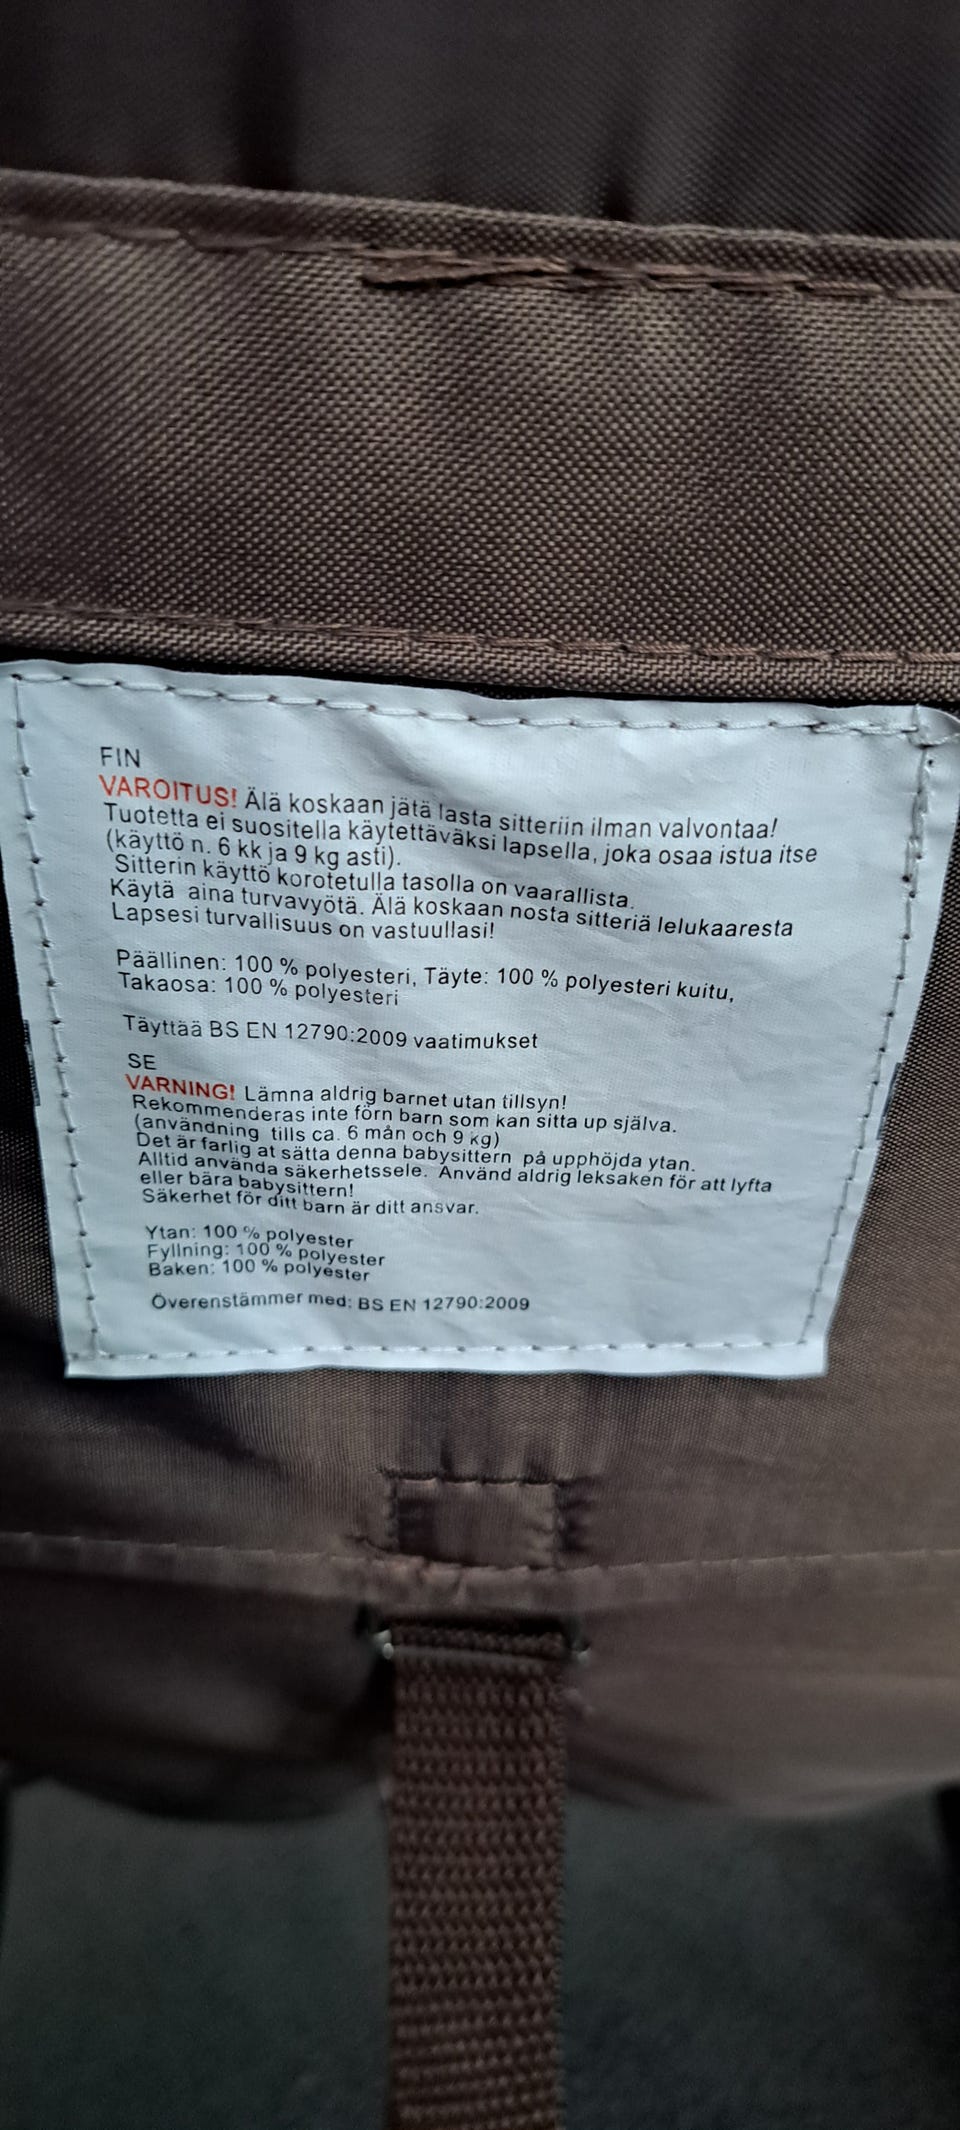 FIN
VAROITUS! Älä koskaan jätä lasta sitteriin ilman valvontaa!
Tuotetta ei suositella käytettäväksi lapsella, joka osaa istua itse
(käyttö n. 6 kk ja 9 kg asti).
Sitterin käyttö korotetulla tasolla on vaarallista.
Käytä aina turvavyötä. Älä koskaan nosta sitteriä lelukaaresta
Lapsesi turvallisuus on vastuullasi!
Päällinen: 100 % polyesteri, Täyte: 100 % polyesteri kuitu,
Takaosa: 100 % polyesteri
Täyttää BS EN 12790:2009 vaatimukset
SE
VARNING! Lämna aldrig barnet utan tillsyn!
Rekommenderas inte förn barn som kan sitta up själva.
(användning tills ca. 6 mån och 9 kg)
Det är farlig at sätta denna babysittern på upphöjda ytan.
Alltid använda säkerhetssele. Använd aldrig leksaken för att lyfta
eller bära babysittern!
Säkerhet för ditt barn är ditt ansvar.
Ytan: 100 % polyester
Fyllning: 100 % polyester
Baken: 100 % polyester
Överenstämmer med: BS EN 12790:2009